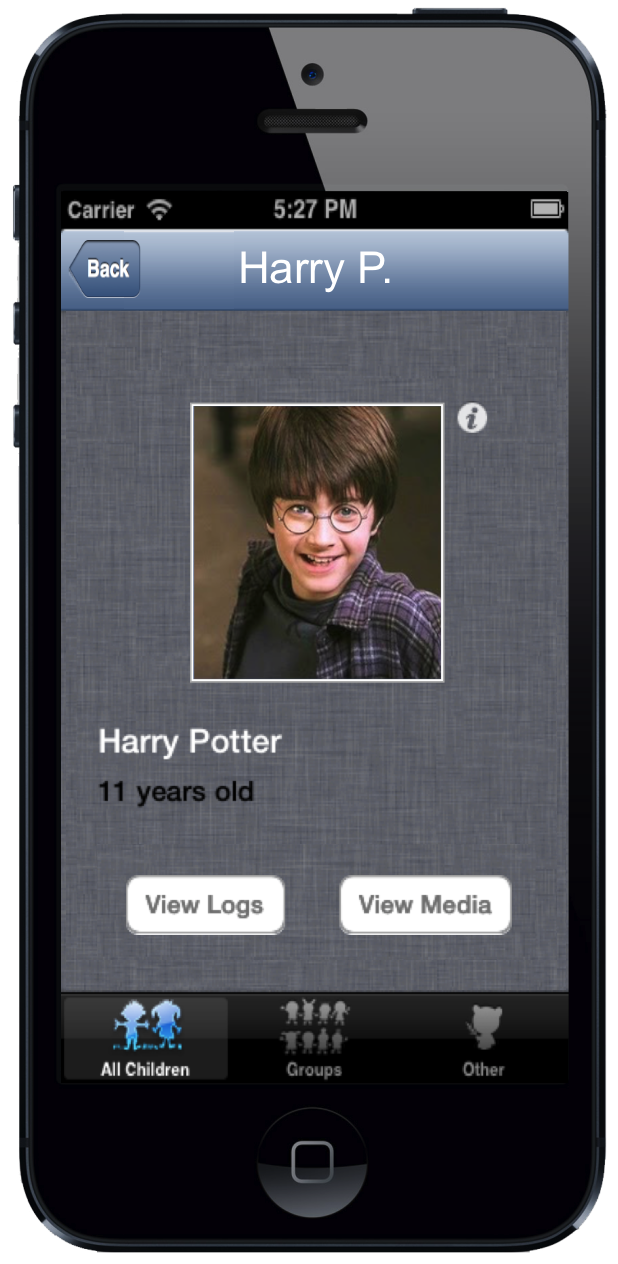 Carrier 5:27 PM
Back Harry P.
i
Harry Potter
11 years old
View Logs View Media
All Children Groups Other